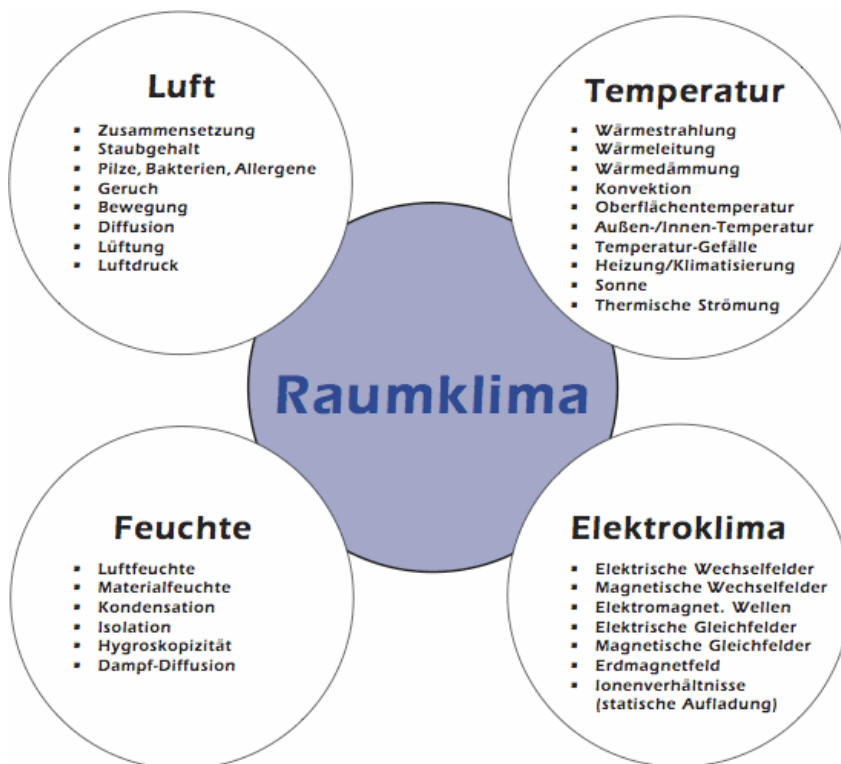 Luft
▪ Zusammensetzung
▪ Staubgehalt
▪ Pilze, Bakterien, Allergene
▪ Geruch
▪ Bewegung
▪ Diffusion
▪ Lüftung
▪ Luftdruck
Temperatur
▪ Wärmestrahlung
▪ Wärmeleitung
▪ Wärmedämmung
▪ Konvektion
▪ Oberflächentemperatur
▪ Außen-/Innen-Temperatur
▪ Temperatur-Gefälle
▪ Heizung/Klimatisierung
▪ Sonne
▪ Thermische Strömung
Raumklima
Feuchte
▪ Luftfeuchte
▪ Materialfeuchte
▪ Kondensation
▪ Isolation
▪ Hygroskopizität
▪ Dampf-Diffusion
Elektroklima
▪ Elektrische Wechselfelder
▪ Magnetische Wechselfelder
▪ Elektromagnet. Wellen
▪ Elektrische Gleichfelder
▪ Magnetische Gleichfelder
▪ Erdmagnetfeld
▪ Ionenverhältnisse
(statische Aufladung)